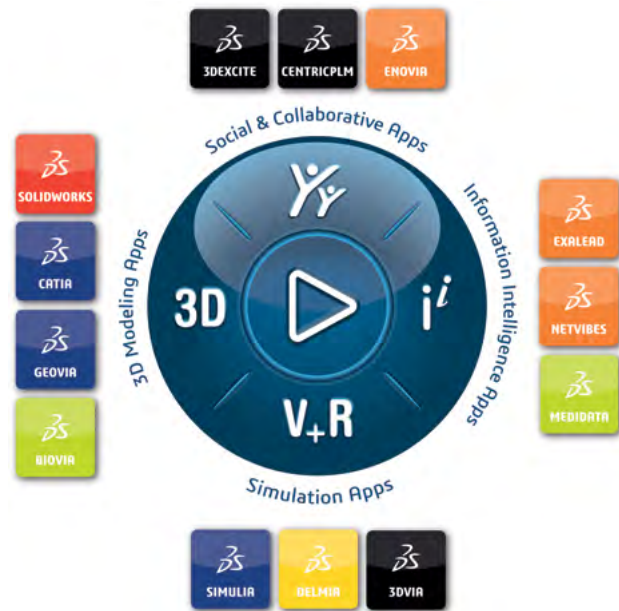 3DEXCITE
CENTRICPLM
ENOVIA
Social & Collaborative Apps
SOLIDWORKS
CATIA
GEOVIA
BIOVIA
3D Modeling Apps
3D
i i
V+R
Information Intelligence Apps
EXALEAD
NETVIBES
MEDIDATA
Simulation Apps
SIMULIA
DELMIA
3DVIA